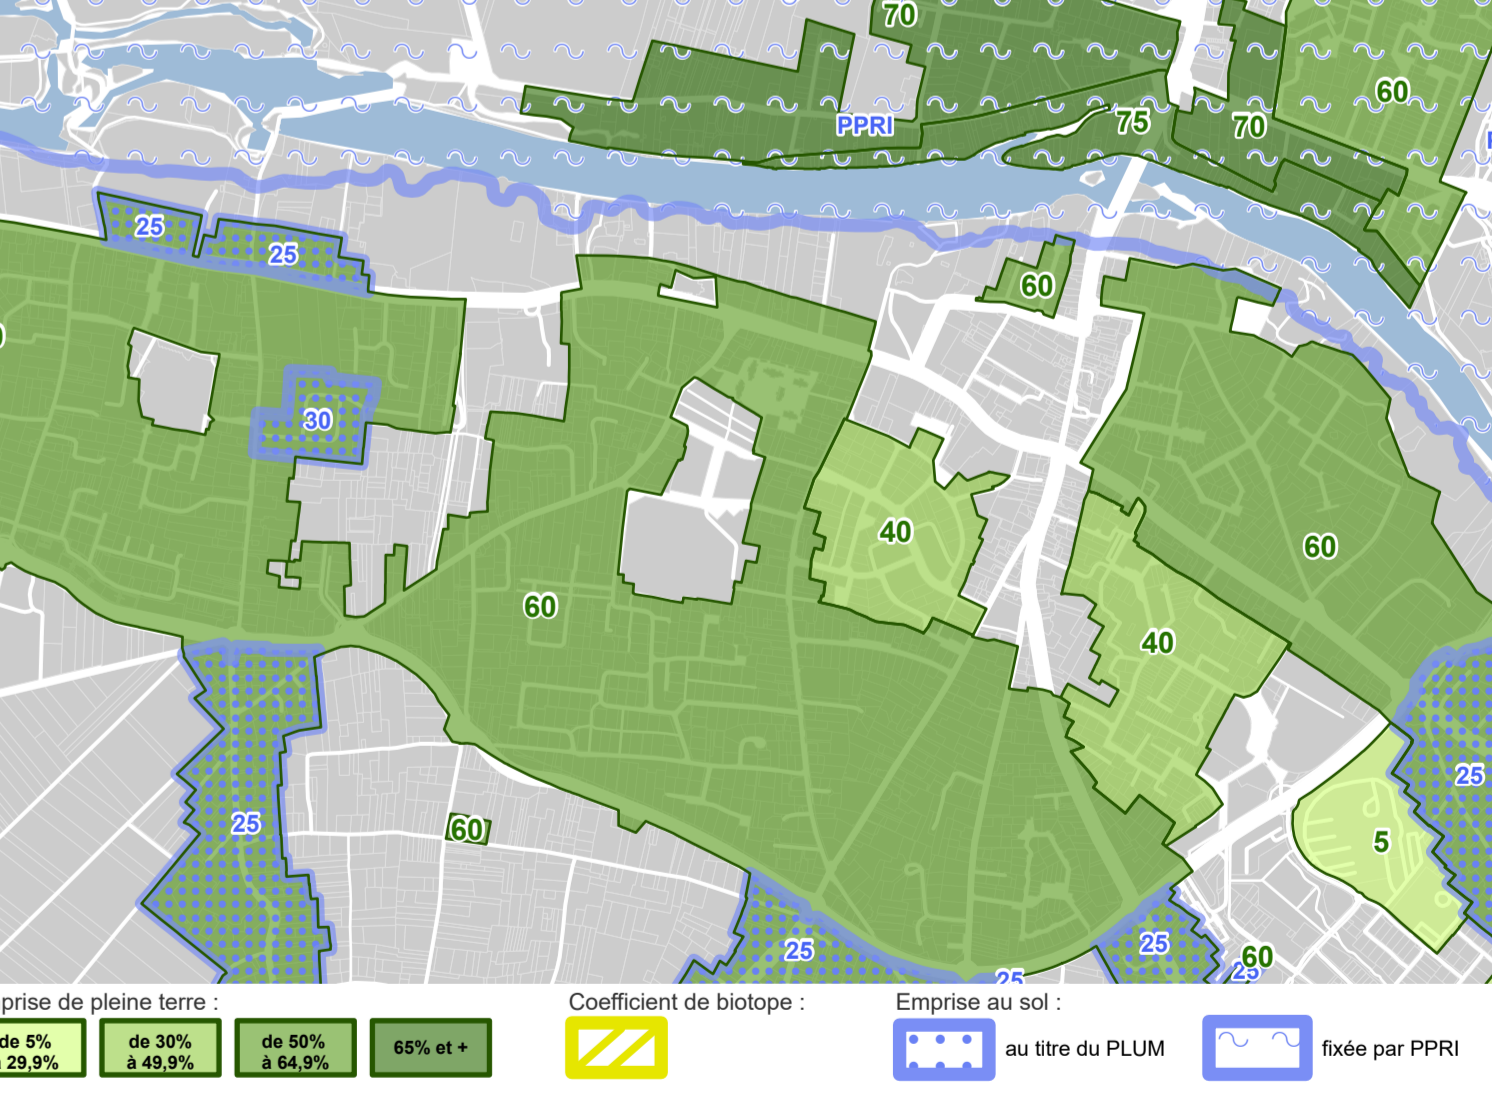 70
60
PPRI
75
70
25
25
60
30
40
60
60
40
25
25
60
5
25
25
25
60
25
25
prise de pleine terre :
Coefficient de biotope :
Emprise au sol :
de 5%
à 29,9%
de 30%
à 49,9%
de 50%
à 64,9%
65% et +
au titre du PLUM
fixée par PPRI